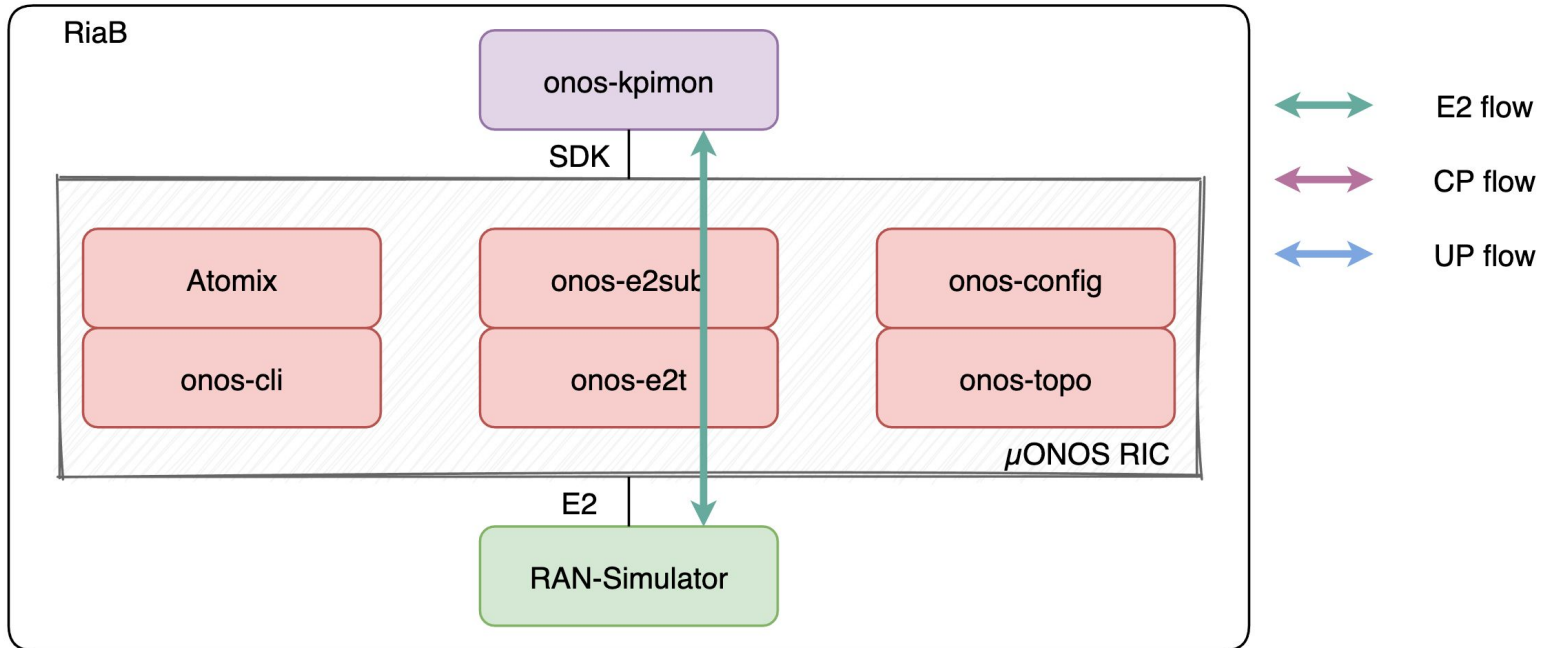 RiaB
onos-kpimon
SDK
Atomix
onos-e2sub
onos-config
onos-cli
onos-e2t
onos-topo
µONOS RIC
E2
RAN-Simulator
E2 flow
CP flow
UP flow